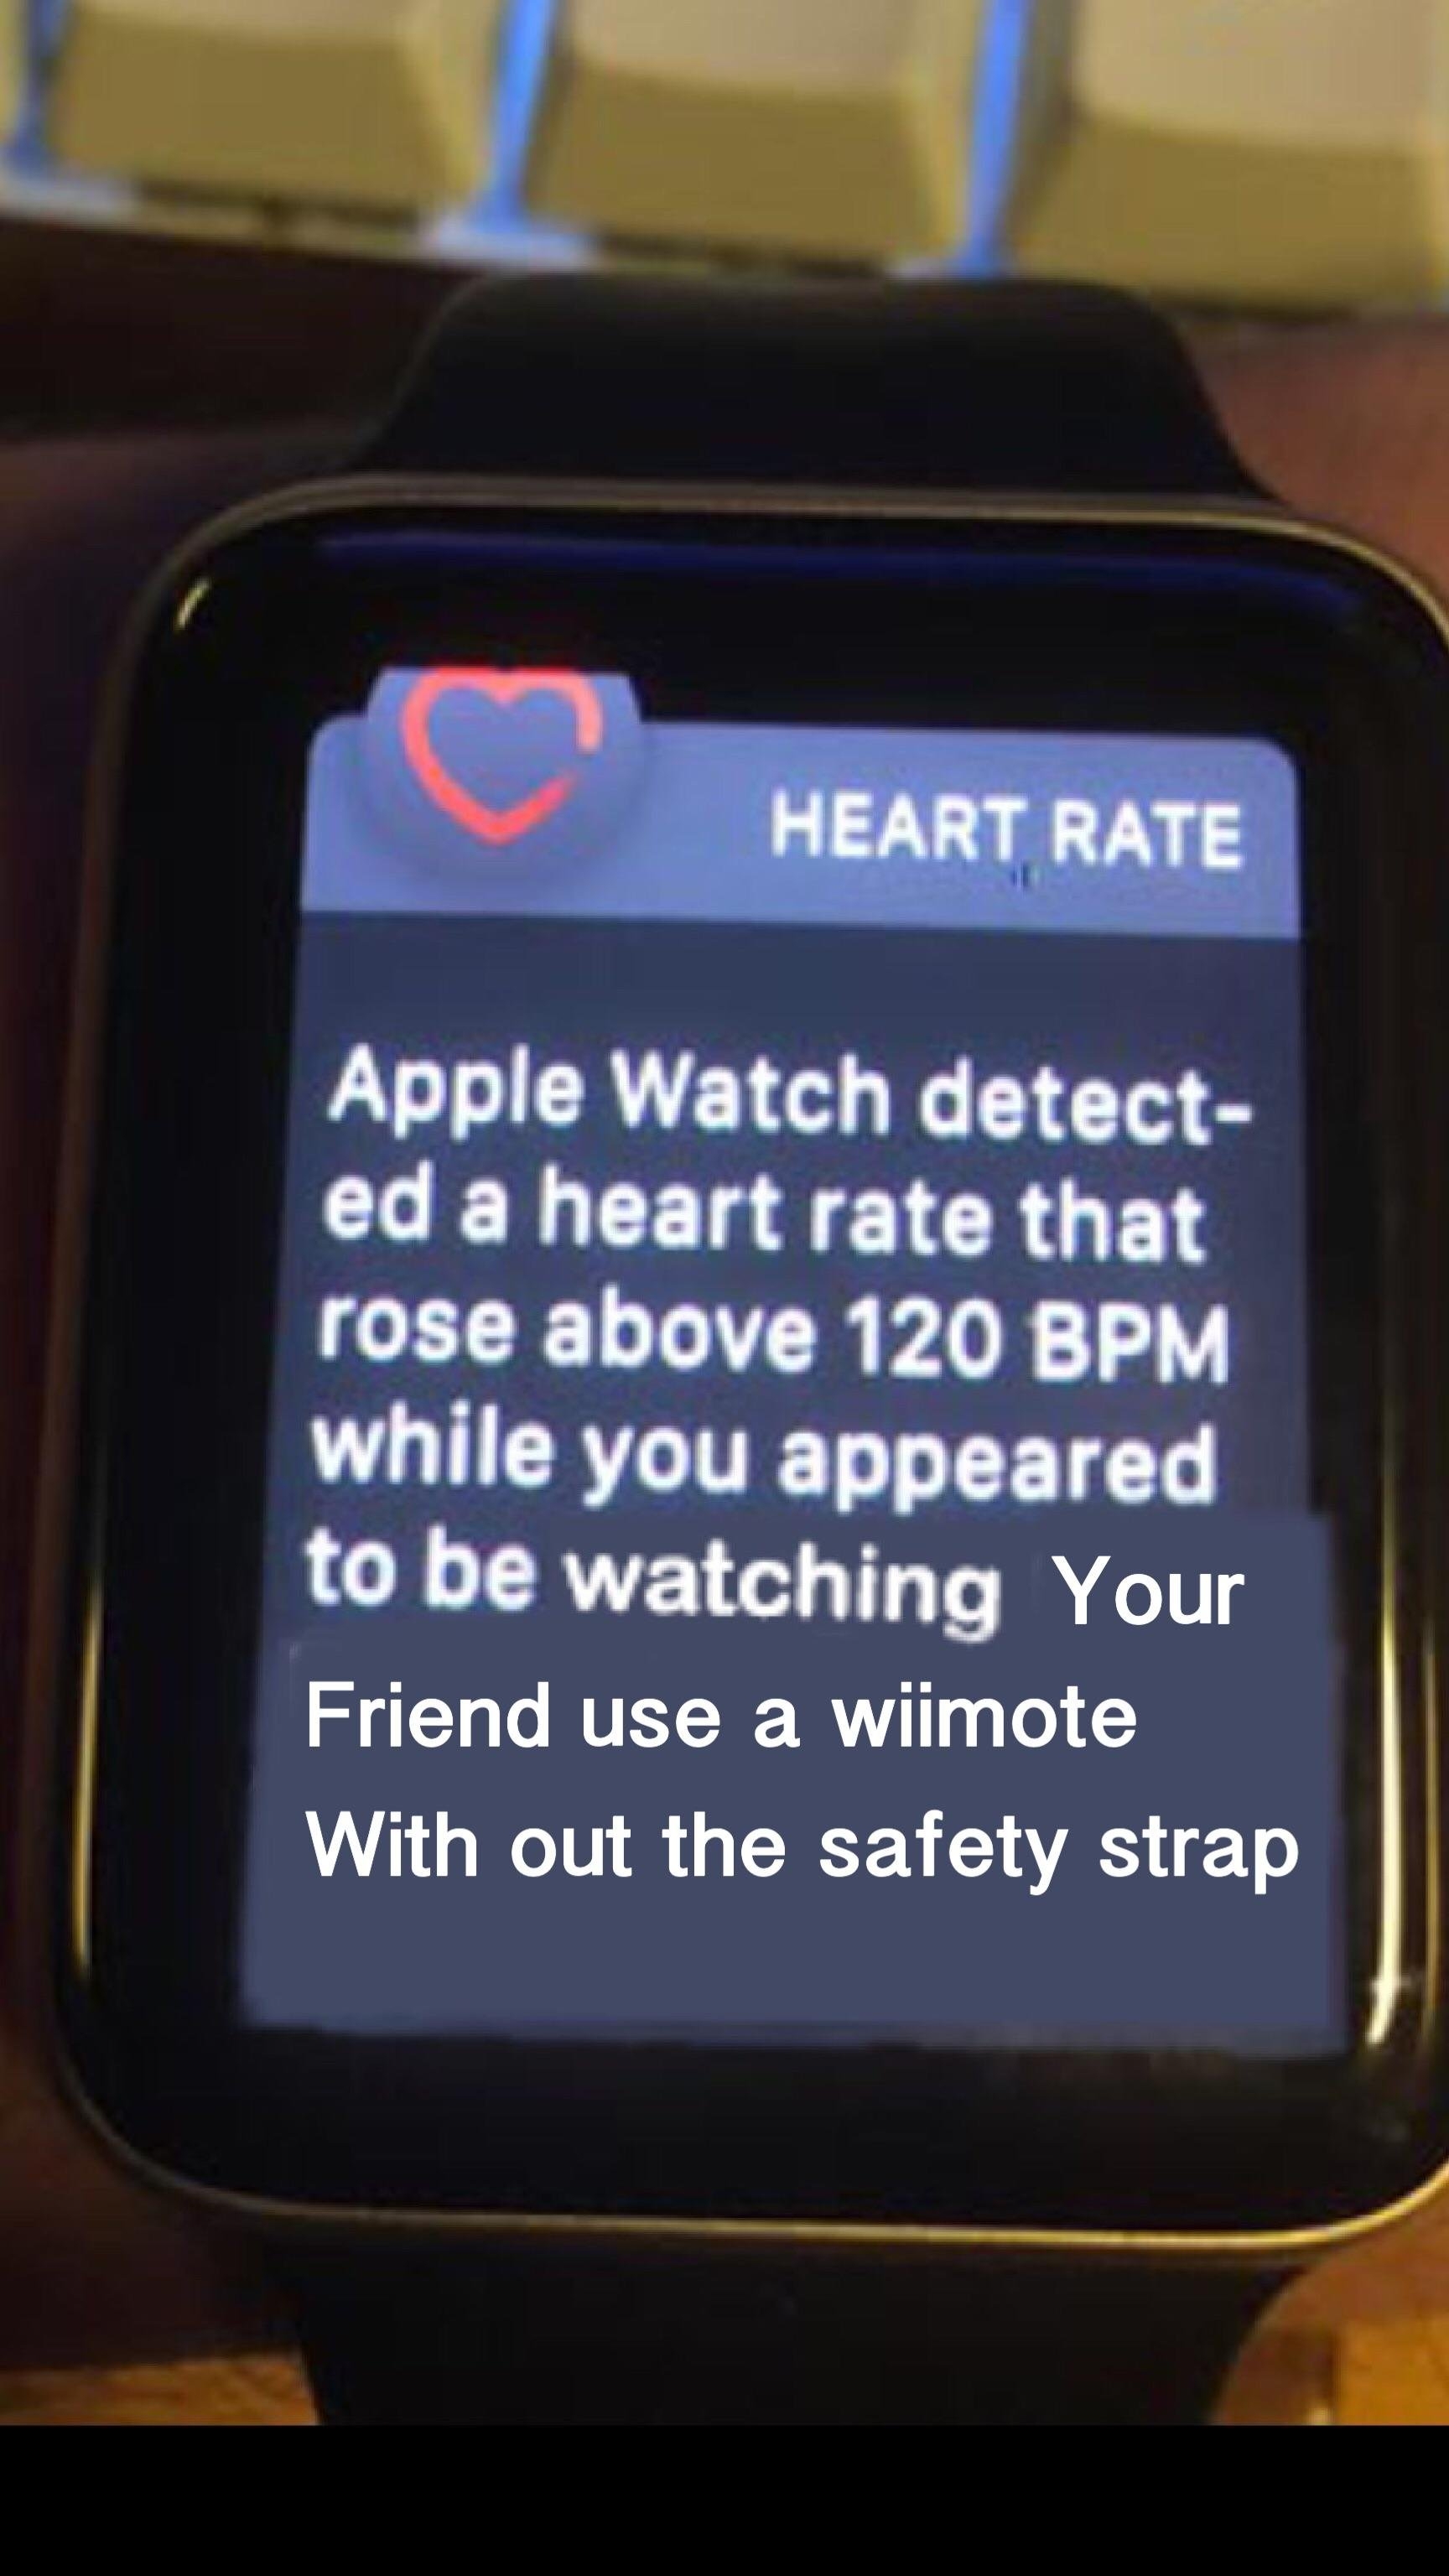 HEART RATE
Apple Watch detect-
ed a heart rate that
rose above 120 BPM
while you appeared
to be watching Your
Friend use a wiimote
With out the safety strap